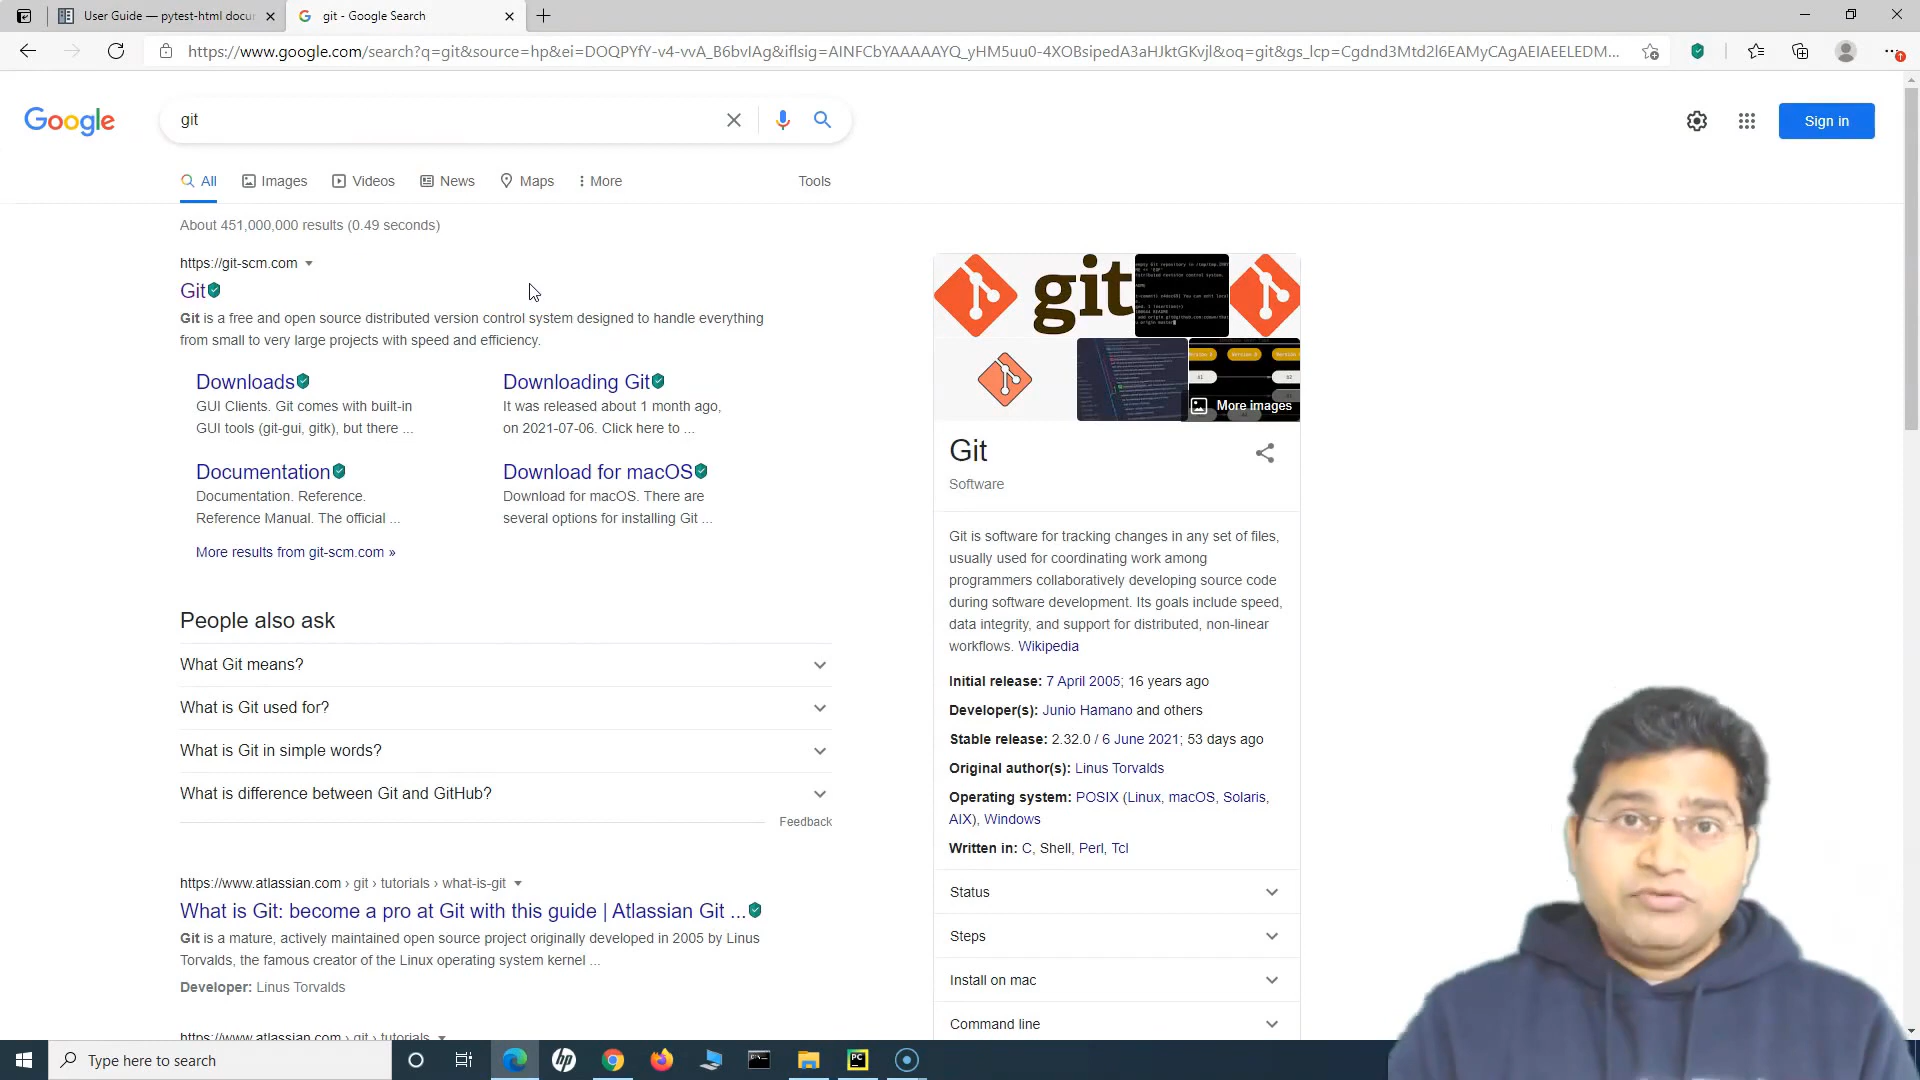 User Guide — pytest-html docu
git - Google Search
https://www.google.com/search?q=git&source=hp&ei=DOQPYfY-v4-vvA_B6bvIAg&iflsig=AINFCbYAAAAAYQ_yHM5uu0-4XOBsipedA3aHJktGKvjl&oq=git&gs_lcp=Cgdnd3Mtd2l6EAMyCAgAEIAEELEDM...
Google
git
Sign in
All
Images
Videos
News
Maps
More
Tools
About 451,000,000 results (0.49 seconds)
https://git-scm.com
Git
Git is a free and open source distributed version control system designed to handle everything
from small to very large projects with speed and efficiency.
Downloads
GUI Clients. Git comes with built-in
GUI tools (git-gui, gitk), but there ...
Downloading Git
It was released about 1 month ago,
on 2021-07-06. Click here to ...
Documentation
Documentation. Reference.
Reference Manual. The official ...
Download for macOS
Download for macOS. There are
several options for installing Git ...
More results from git-scm.com »
People also ask
What Git means?
What is Git used for?
What is Git in simple words?
What is difference between Git and GitHub?
Feedback
https://www.atlassian.com › git › tutorials › what-is-git
What is Git: become a pro at Git with this guide | Atlassian Git ...
Git is a mature, actively maintained open source project originally developed in 2005 by Linus
Torvalds, the famous creator of the Linux operating system kernel ...
Developer: Linus Torvalds
https://www.atlassian.com › git › tutorials
git
More images
Git
Software
Git is software for tracking changes in any set of files,
usually used for coordinating work among
programmers collaboratively developing source code
during software development. Its goals include speed,
data integrity, and support for distributed, non-linear
workflows. Wikipedia
Initial release: 7 April 2005; 16 years ago
Developer(s): Junio Hamano and others
Stable release: 2.32.0 / 6 June 2021; 53 days ago
Original author(s): Linus Torvalds
Operating system: POSIX (Linux, macOS, Solaris,
AIX), Windows
Written in: C, Shell, Perl, Tcl
Status
Steps
Install on mac
Command line
Type here to search
hp
PC